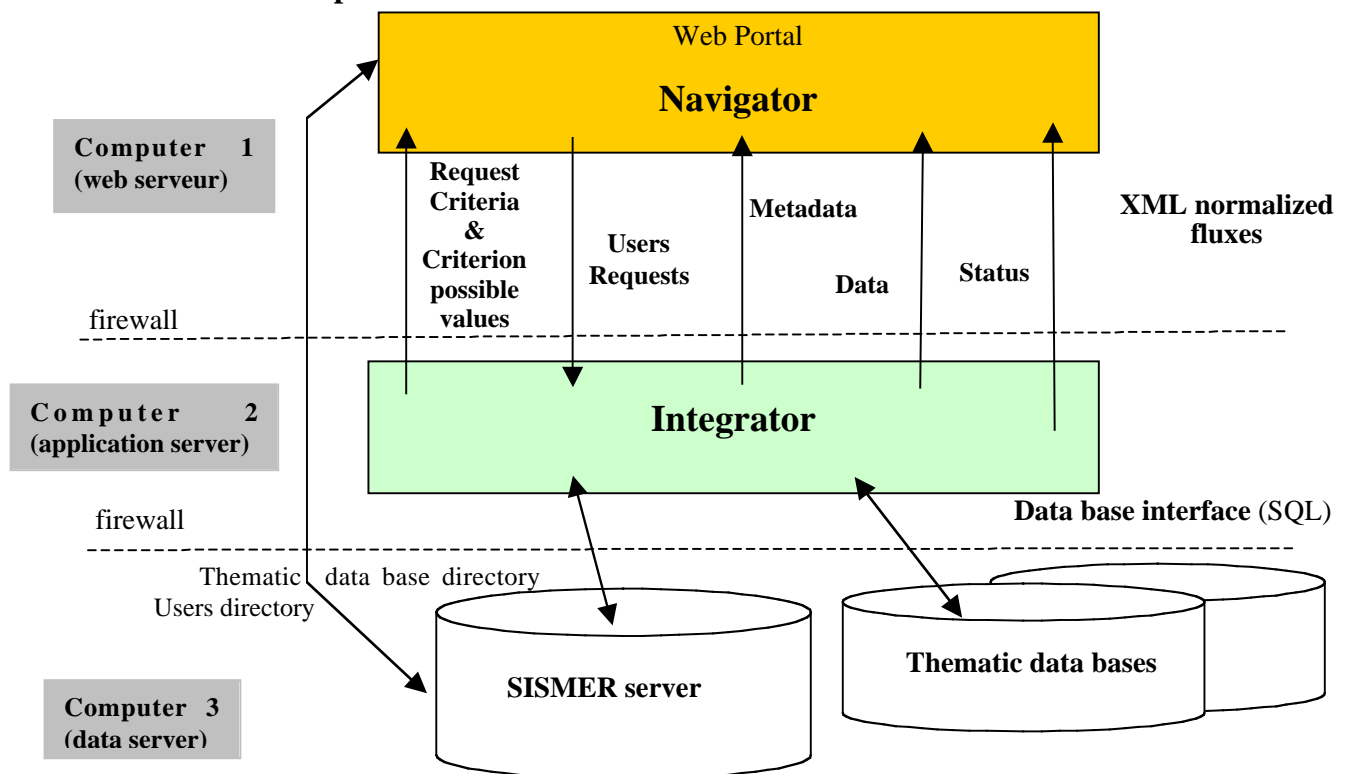 Web Portal
Navigator
Computer 1
(web serveur)
Request
Criteria
&
Criterion
possible
values
Users
Requests
Metadata
Data
Status
XML normalized
fluxes
firewall
Computer 2
(application server)
Integrator
firewall
Data base interface (SQL)
Thematic data base directory
Users directory
SISMER server
Thematic data bases
Computer 3
(data server)